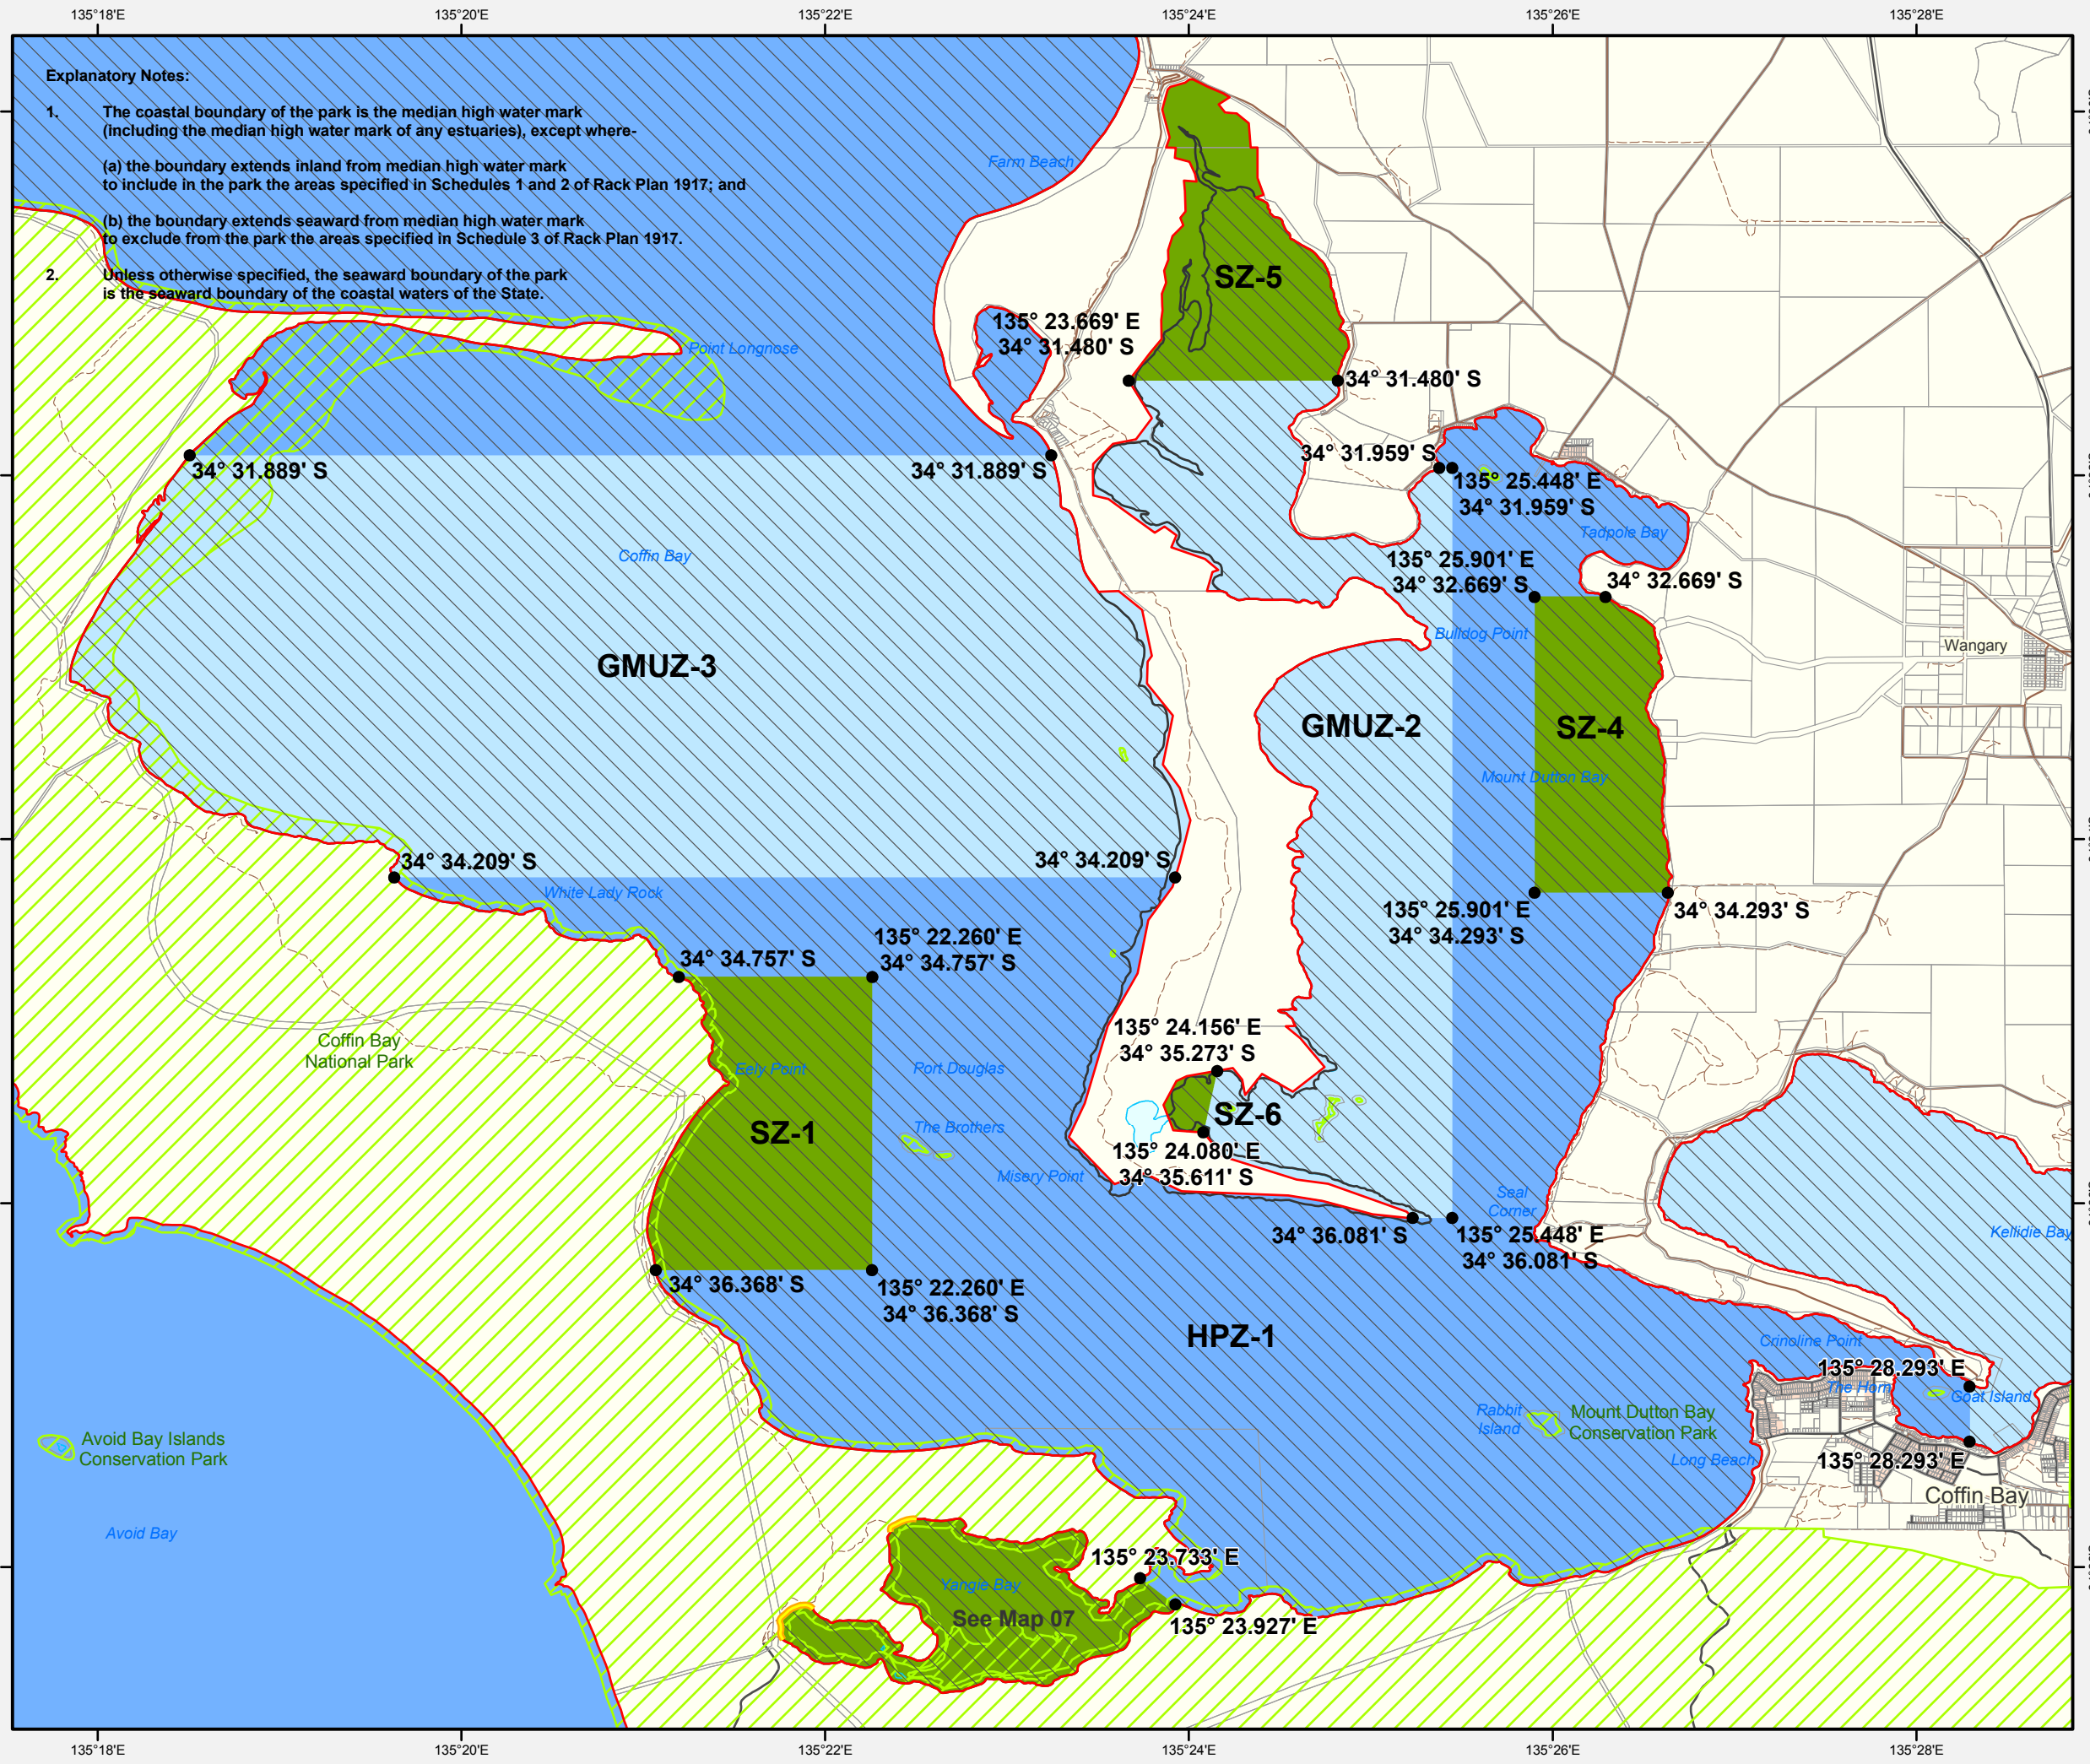 135°18'E
135°20'E
135°22'E
135°24'E
135°26'E
135°28'E
Explanatory Notes:
1. The coastal boundary of the park is the median high water mark
(including the median high water mark of any estuaries), except where-
(a) the boundary extends inland from median high water mark
to include in the park the areas specified in Schedules 1 and 2 of Rack Plan 1917; and
(b) the boundary extends seaward from median high water mark
to exclude from the park the areas specified in Schedule 3 of Rack Plan 1917.
2. Unless otherwise specified, the seaward boundary of the park
is the seaward boundary of the coastal waters of the State.
Farm Beach
SZ-5
135° 23.669' E
34° 31.480' S
Point Longnose
34° 31.480' S
34° 31.959' S
34° 31.889' S
34° 31.889' S
135° 25.448' E
34° 31.959' S
Tadpole Bay
Coffin Bay
135° 25.901' E
34° 32.669' S
34° 32.669' S
Bulldog Point
Wangary
GMUZ-3
GMUZ-2
SZ-4
Mount Dutton Bay
34° 34.209' S
34° 34.209' S
White Lady Rock
135° 25.901' E
34° 34.293' S
34° 34.293' S
135° 22.260' E
34° 34.757' S
34° 34.757' S
135° 24.156' E
34° 35.273' S
Coffin Bay
National Park
Eely Point
Port Douglas
SZ-6
SZ-1
The Brothers
135° 24.080' E
34° 35.611' S
Misery Point
Seal
Corner
34° 36.081' S
135° 25.448' E
34° 36.081' S
Kellidie Bay
34° 36.368' S
135° 22.260' E
34° 36.368' S
HPZ-1
Crinoline Point
135° 28.293' E
The Horn
Goat Island
Rabbit
Island
Mount Dutton Bay
Conservation Park
Avoid Bay Islands
Conservation Park
Long Beach
135° 28.293' E
Coffin Bay
Avoid Bay
135° 23.733' E
Yangie Bay
See Map 07
135° 23.927' E
135°18'E
135°20'E
135°22'E
135°24'E
135°26'E
135°28'E